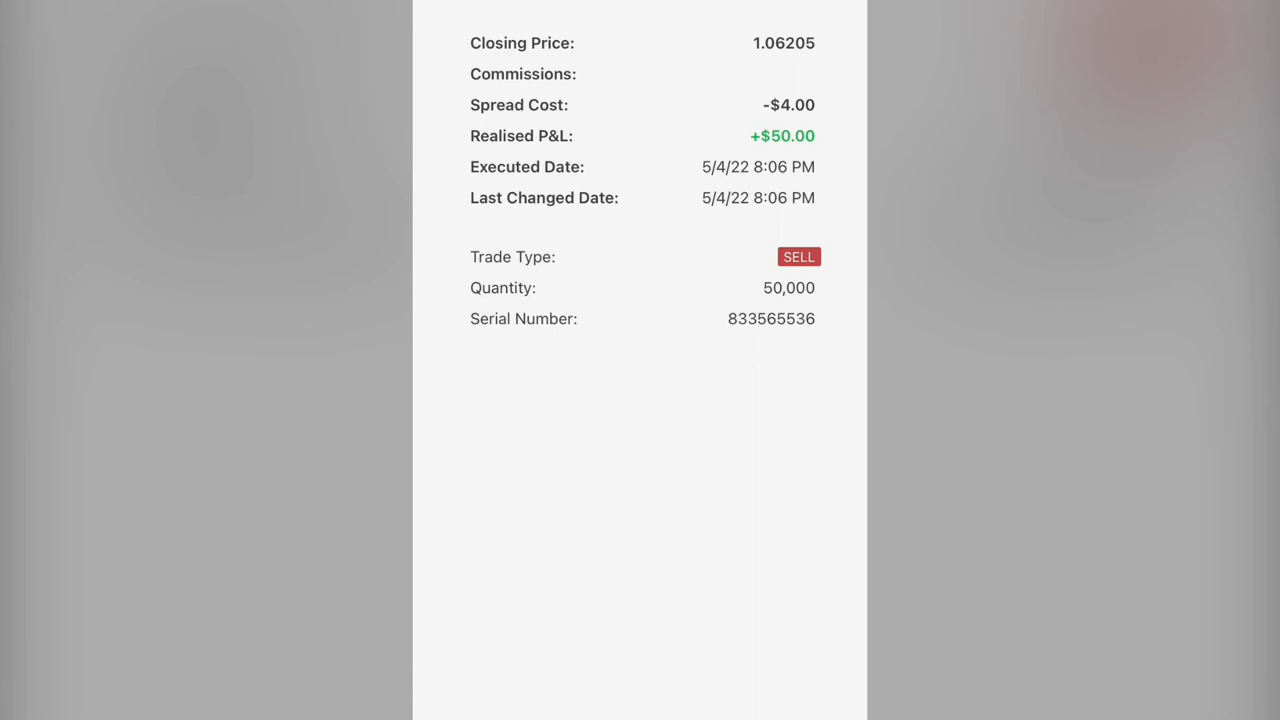 Closing Price: 1.06205
Commissions:
Spread Cost: -$4.00
Realised P&L: +$50.00
Executed Date: 5/4/22 8:06 PM
Last Changed Date: 5/4/22 8:06 PM
Trade Type: SELL
Quantity: 50,000
Serial Number: 833565536